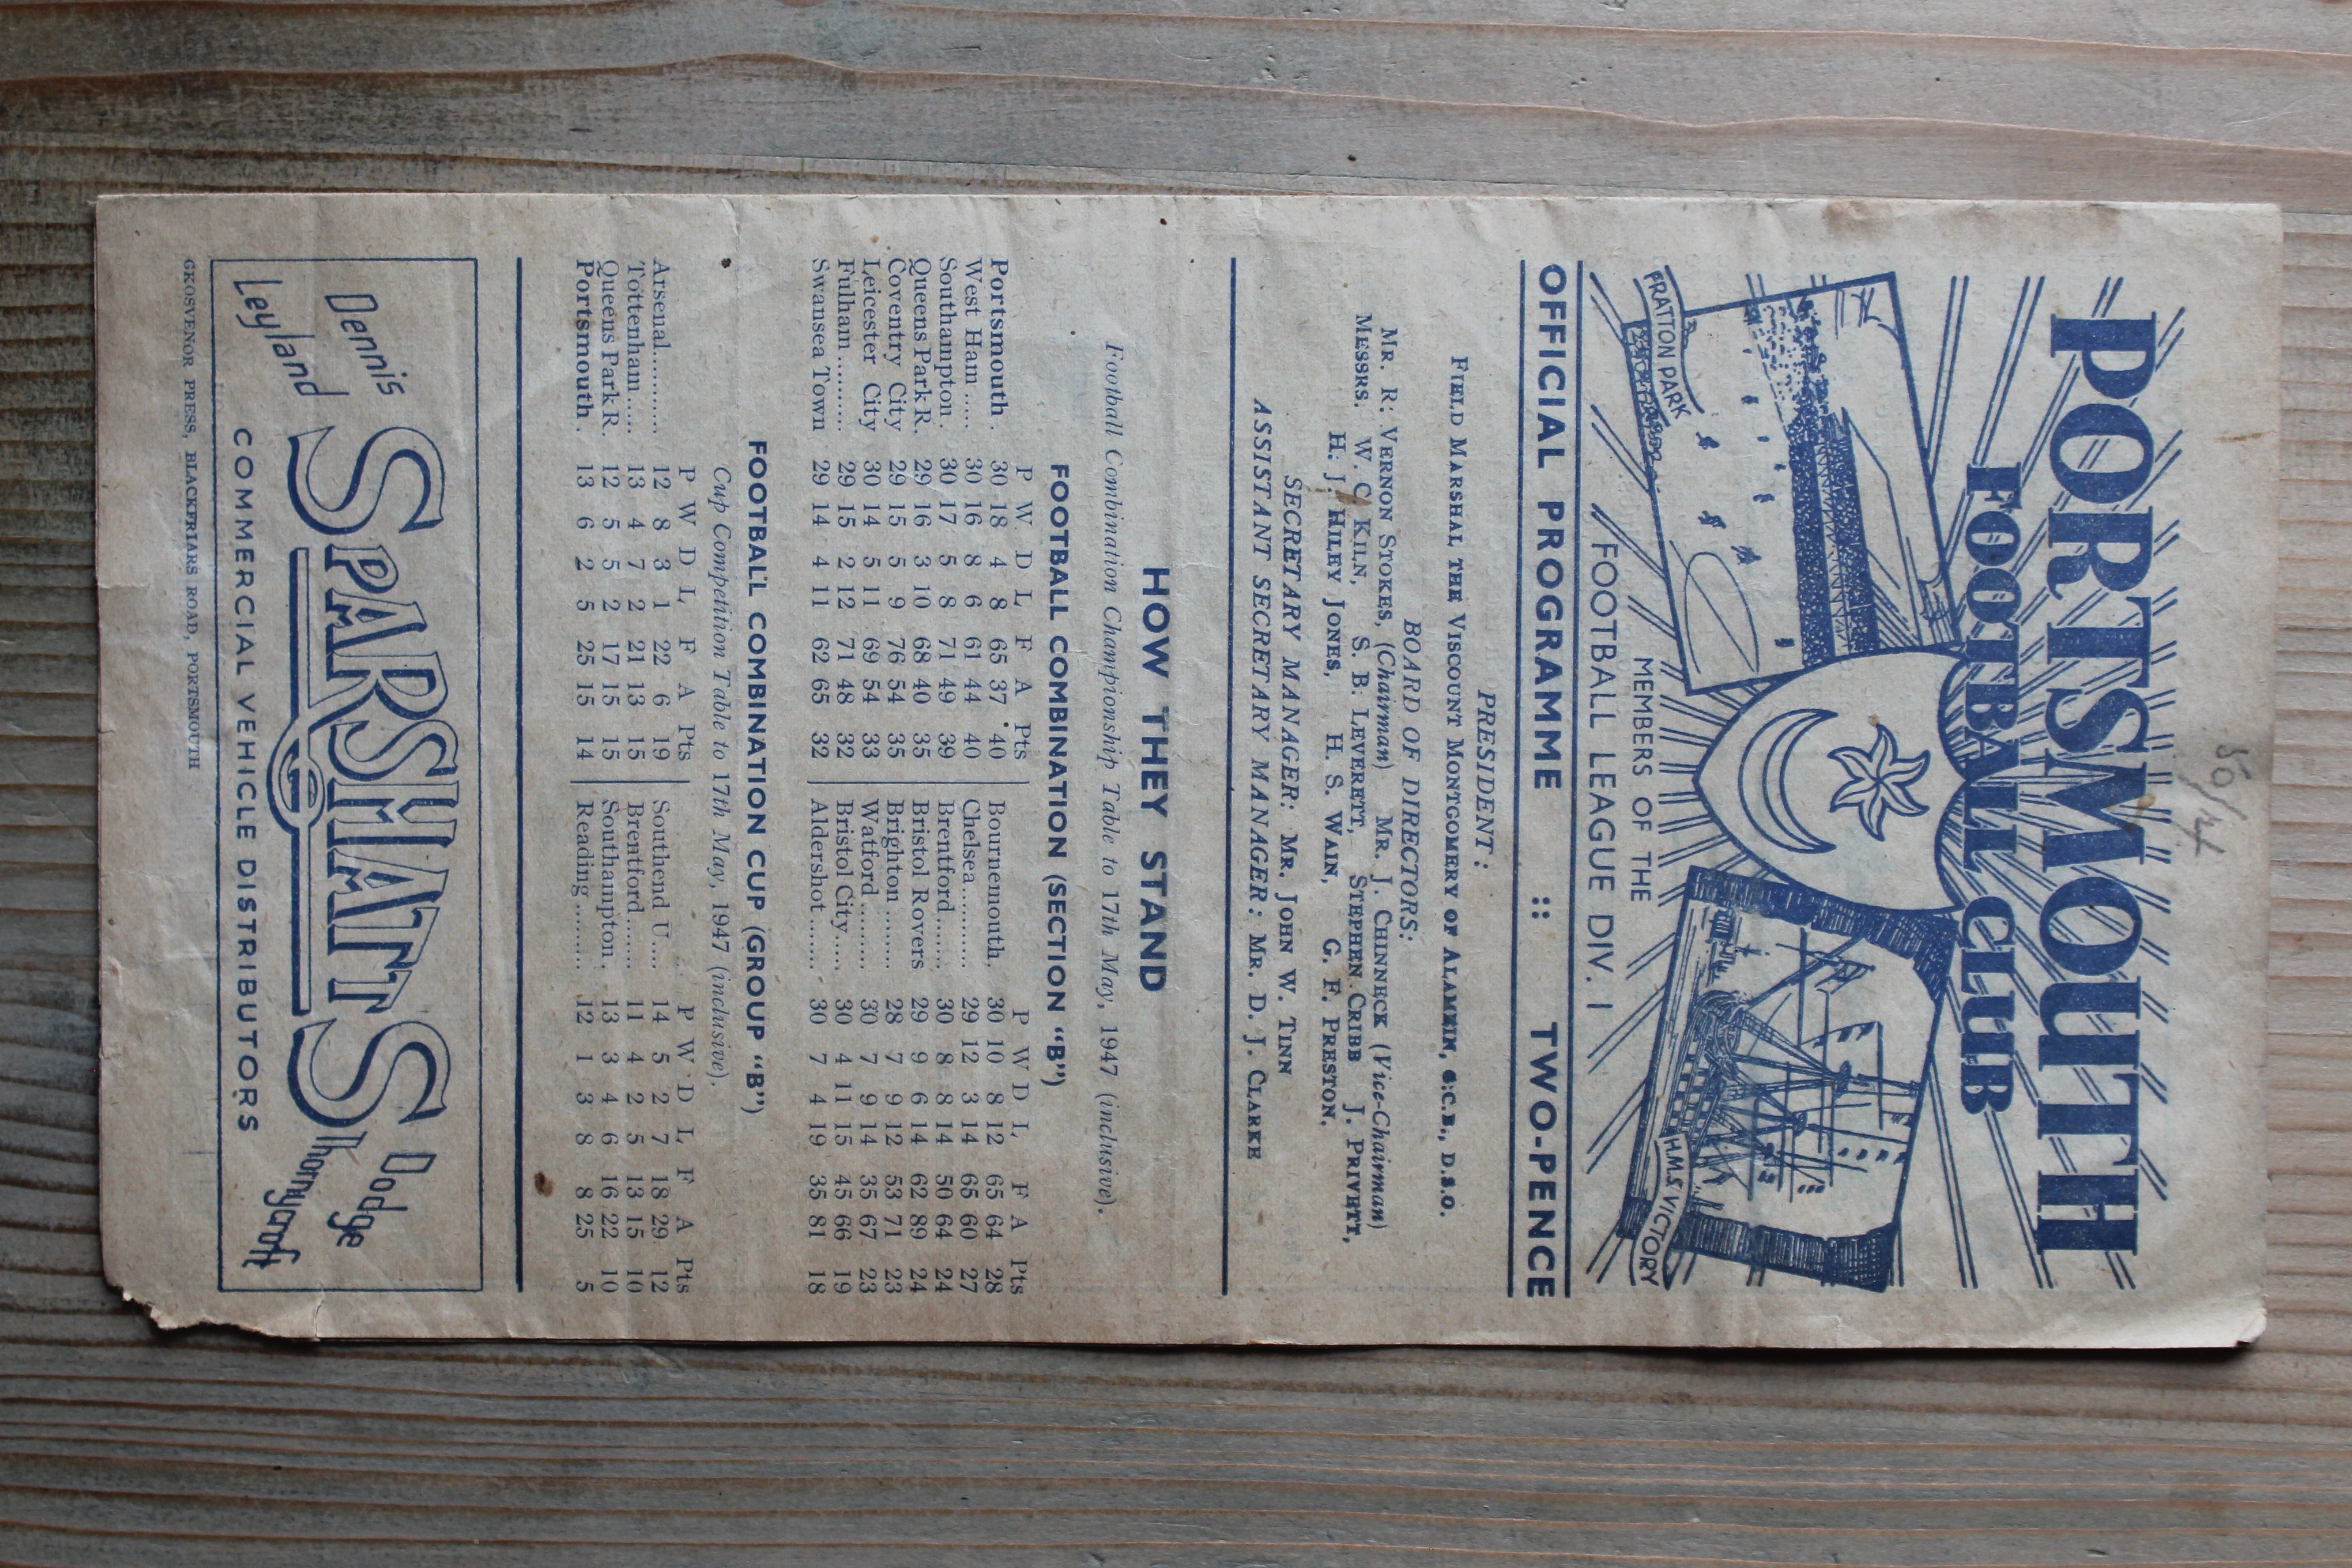 PORTSMOUTH
FOOTBALL CLUB
FRATTON PARK
H.M.S. VICTORY
MEMBERS OF THE
FOOTBALL LEAGUE DIV. 1
OFFICIAL PROGRAMME :: TWO-PENCE
PRESIDENT:
FIELD MARSHAL THE VISCOUNT MONTGOMERY OF ALAMEIN, G.C.B., D.S.O.
BOARD OF DIRECTORS:
MR. R. VERNON STOKES, (Chairman) MR. J. CHINNECK (Vice-Chairman)
MESSRS. W. C. KILN, S. B. LEVERETT, STEPHEN CRIBB J. PRIVETT,
H. J. HILEY JONES, H. S. WAIN, G. F. PRESTON.
SECRETARY MANAGER: MR. JOHN W. TINN
ASSISTANT SECRETARY MANAGER: MR. D. J. CLARKE
HOW THEY STAND
Football Combination Championship Table to 17th May, 1947 (inclusive).
FOOTBALL COMBINATION (SECTION "B")
P W D L F A Pts P W D L F A Pts
Portsmouth . 30 18 4 8 65 37 40 Bournemouth. 30 10 8 12 65 64 28
West Ham .... 30 16 8 6 61 44 40 Chelsea.......... 29 12 3 14 65 60 27
Southampton . 30 17 5 8 71 49 39 Brentford....... 30 8 8 14 50 64 24
Queens Park R. 29 16 3 10 68 40 35 Bristol Rovers 29 9 6 14 62 89 24
Coventry City 29 15 5 9 76 54 35 Brighton ........ 28 7 9 12 53 71 23
Leicester City 30 14 5 11 69 54 33 Watford ......... 30 7 9 14 35 67 23
Fulham ......... 29 15 2 12 71 48 32 Bristol City..... 30 4 11 15 45 66 19
Swansea Town 29 14 4 11 62 65 32 Aldershot....... 30 7 4 19 35 81 18
FOOTBALL COMBINATION CUP (GROUP "B")
Cup Competition Table to 17th May, 1947 (inclusive).
P W D L F A Pts P W D L F A Pts
Arsenal........... 12 8 3 1 22 6 19 Southend U.... 14 5 2 7 18 29 12
Tottenham ..... 13 4 7 2 21 13 15 Brentford....... 11 4 2 5 13 15 10
Queens Park R. 12 5 5 2 17 15 15 Southampton . 13 3 4 6 16 22 10
Portsmouth . 13 6 2 5 25 15 14 Reading ........ 12 1 3 8 8 25 5
Dennis SPARSHATTS Dodge
Leyland Thornycroft
COMMERCIAL VEHICLE DISTRIBUTORS
GROSVENOR PRESS, BLACKFRIARS ROAD, PORTSMOUTH